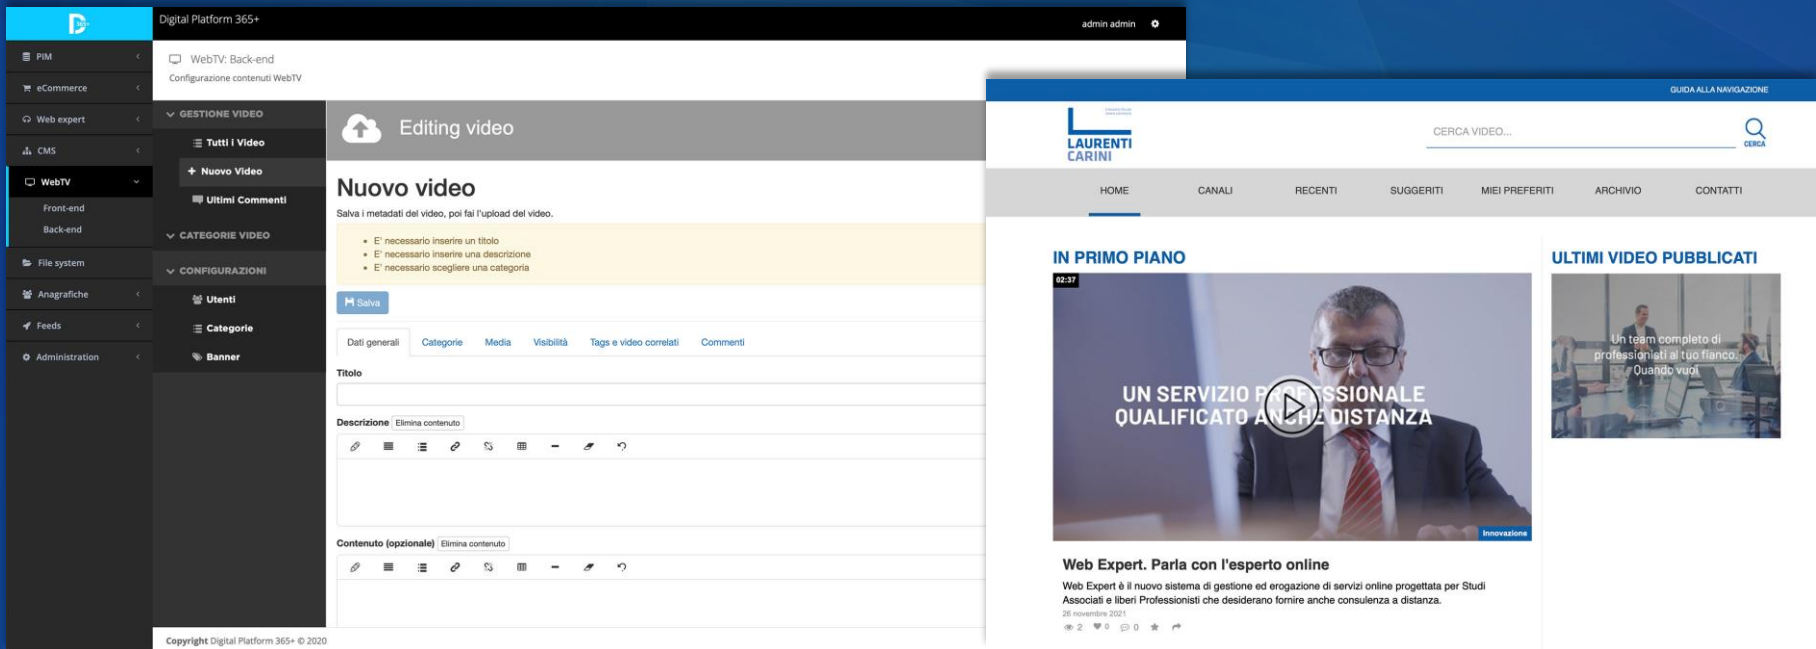 Digital Platform 365+
admin admin
PIM
eCommerce
Web expert
CMS
WebTV
Front-end
Back-end
File system
Anagrafiche
Feeds
Administration
WebTV: Back-end
Configurazione contenuti WebTV
GESTIONE VIDEO
Tutti i Video
+ Nuovo Video
Ultimi Commenti
CATEGORIE VIDEO
CONFIGURAZIONI
Utenti
Categorie
Banner
Editing video
Nuovo video
Salva i metadati del video, poi fai l'upload del video.
• E' necessario inserire un titolo
• E' necessario inserire una descrizione
• E' necessario scegliere una categoria
Salva
Dati generali Categorie Media Visibilità Tags e video correlati Commenti
Titolo
Descrizione Elimina contenuto
Contenuto (opzionale) Elimina contenuto
Copyright Digital Platform 365+ © 2020
GUIDA ALLA NAVIGAZIONE
LAURENTI
CARINI
CERCA VIDEO...
CERCA
HOME CANALI RECENTI SUGGERITI MIEI PREFERITI ARCHIVIO CONTATTI
IN PRIMO PIANO
02:37
UN SERVIZIO PROFESSIONALE
QUALIFICATO ANCHE DISTANZA
Innovazione
Web Expert. Parla con l'esperto online
Web Expert è il nuovo sistema di gestione ed erogazione di servizi online progettata per Studi
Associati e liberi Professionisti che desiderano fornire anche consulenza a distanza.
26 novembre 2021
2 0 0
ULTIMI VIDEO PUBBLICATI
Un team completo di
professionisti al tuo fianco.
Quando vuoi